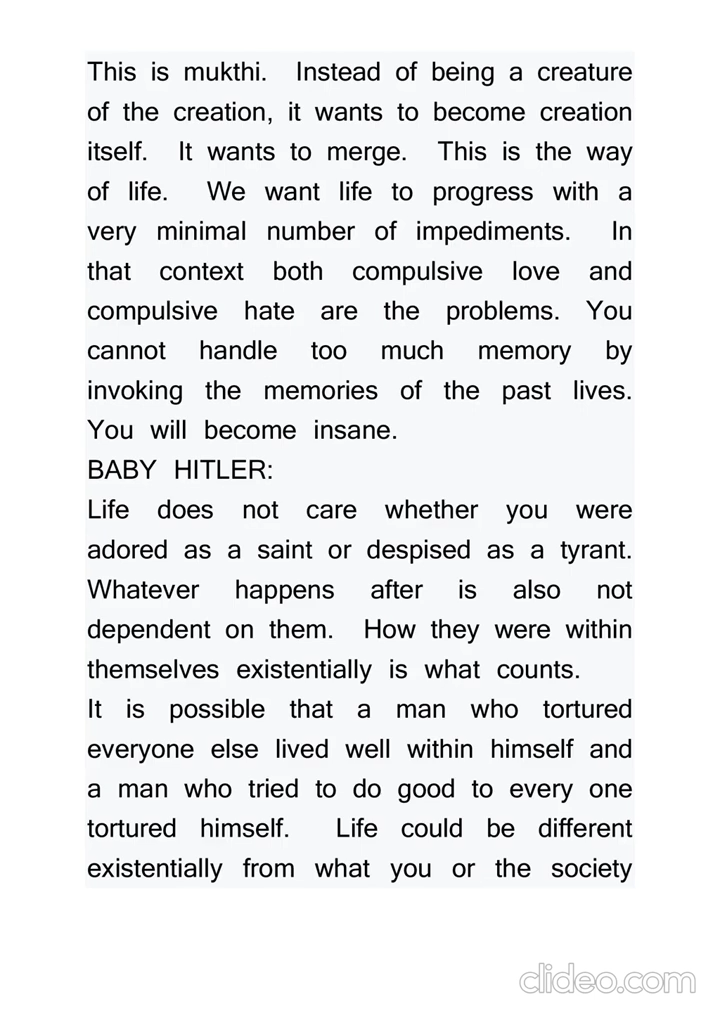 This is mukthi. Instead of being a creature
of the creation, it wants to become creation
itself. It wants to merge. This is the way
of life. We want life to progress with a
very minimal number of impediments. In
that context both compulsive love and
compulsive hate are the problems. You
cannot handle too much memory by
invoking the memories of the past lives.
You will become insane.
BABY HITLER:
Life does not care whether you were
adored as a saint or despised as a tyrant.
Whatever happens after is also not
dependent on them. How they were within
themselves existentially is what counts.
It is possible that a man who tortured
everyone else lived well within himself and
a man who tried to do good to every one
tortured himself. Life could be different
existentially from what you or the society
clideo.com